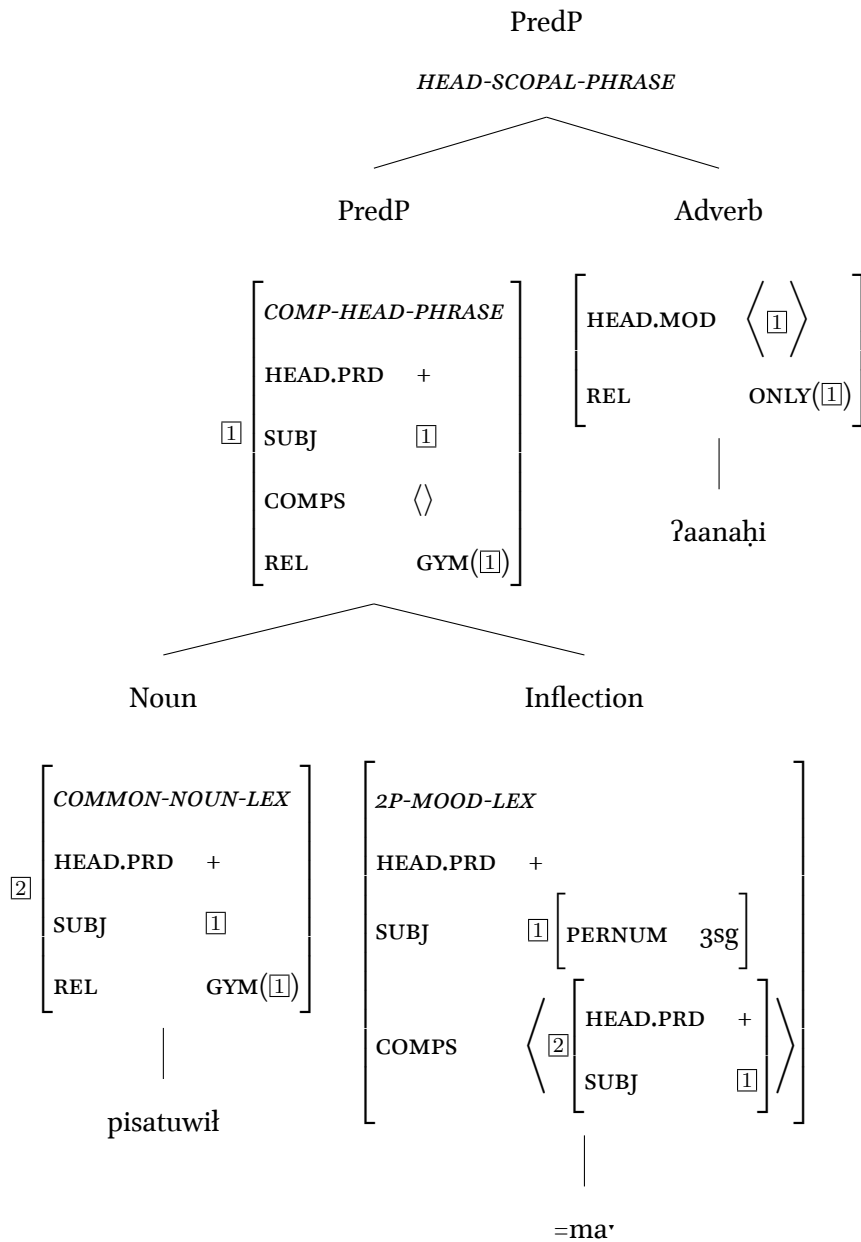 PredP
HEAD-SCOPAL-PHRASE
PredP Adverb
COMP-HEAD-PHRASE
HEAD.PRD +
1 SUBJ 1
COMPS ⟨⟩
REL GYM(1)
HEAD.MOD ⟨ 1 ⟩
REL ONLY(1)
ʔaanaḥi
Noun Inflection
COMMON-NOUN-LEX
HEAD.PRD +
2
SUBJ 1
REL GYM(1)
pisatuwił
2P-MOOD-LEX
HEAD.PRD +
SUBJ 1 [PERNUM 3sg]
COMPS ⟨ 2 [HEAD.PRD +
SUBJ 1] ⟩
=maˑ